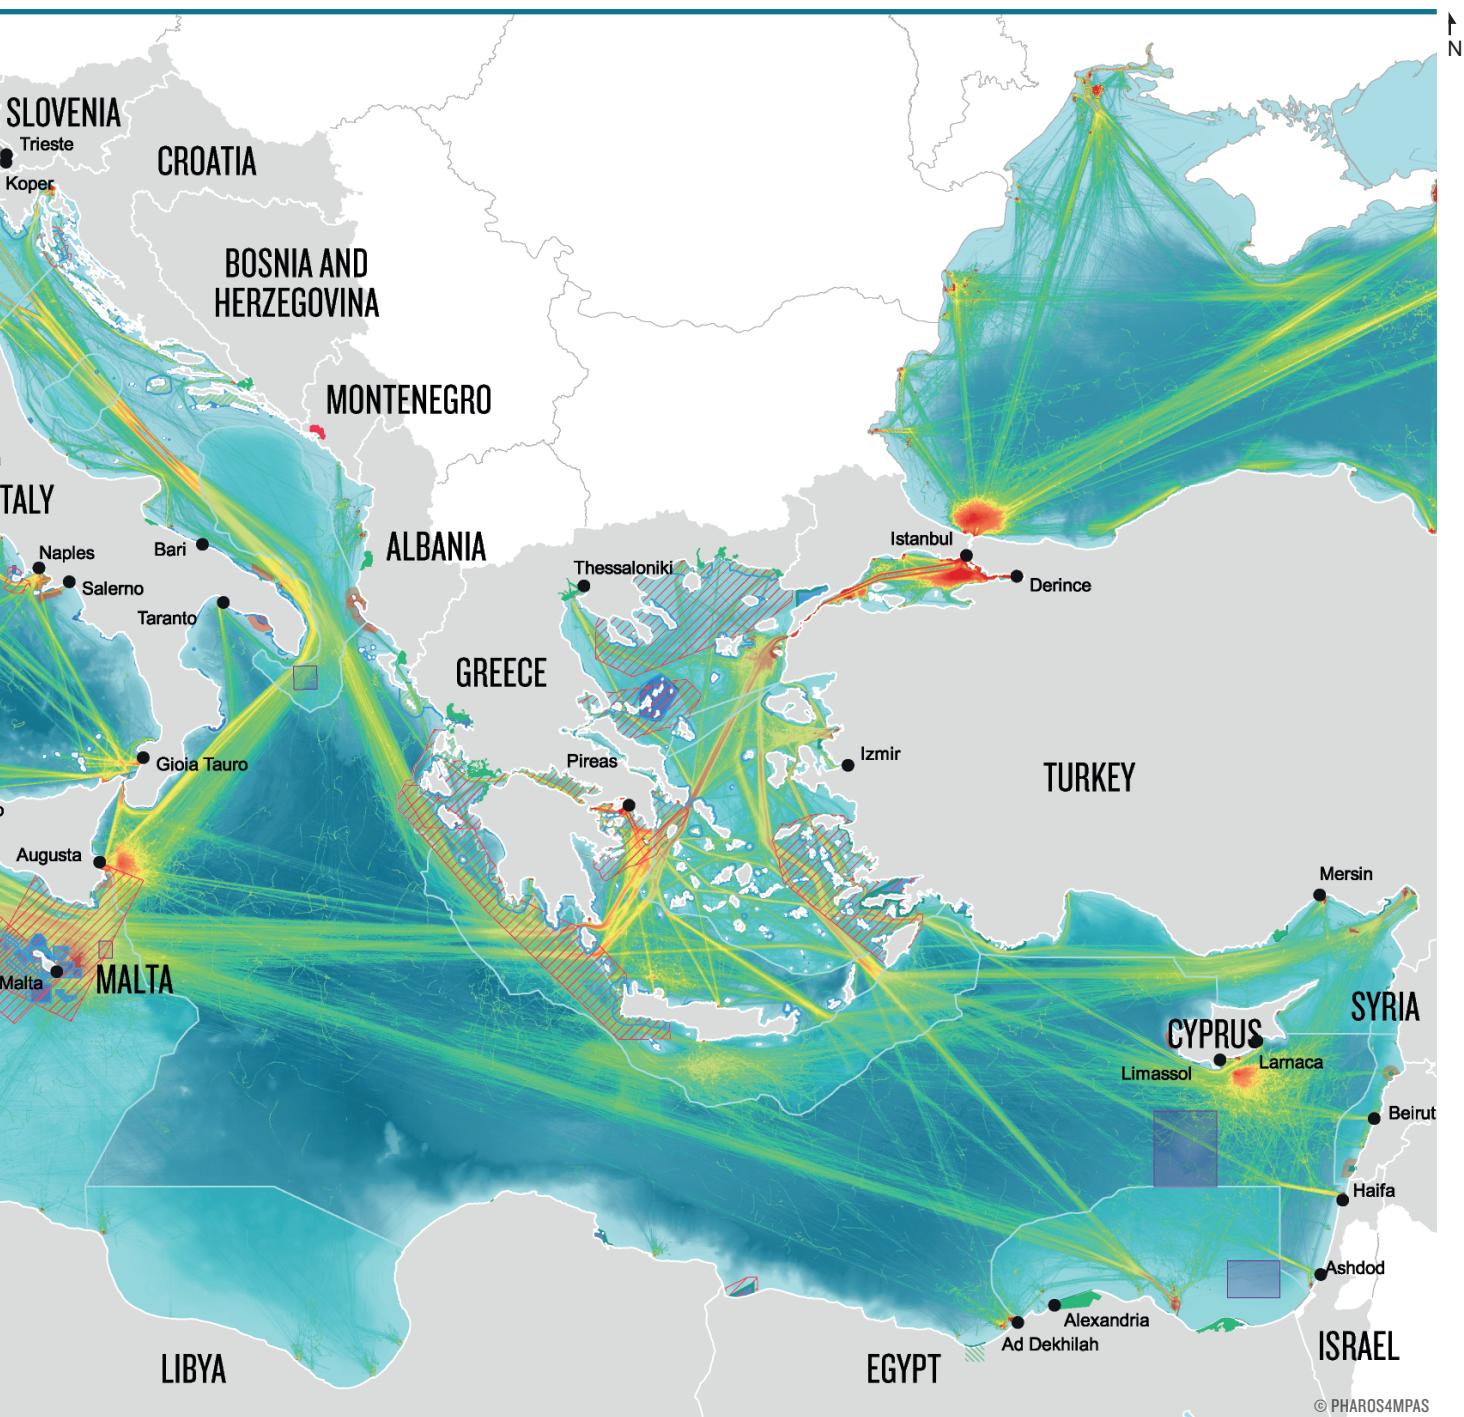 N
SLOVENIA
Trieste
Koper
CROATIA
BOSNIA AND
HERZEGOVINA
MONTENEGRO
TALY
Naples
Salerno
Bari
Taranto
ALBANIA
Thessaloniki
Istanbul
Derince
GREECE
Gioia Tauro
Pireas
Izmir
TURKEY
Augusta
Mersin
Malta
MALTA
SYRIA
CYPRUS
Limassol
Larnaca
Beirut
Haifa
Ashdod
Alexandria
Ad Dekhilah
LIBYA
EGYPT
ISRAEL
© PHAROS4MPAS